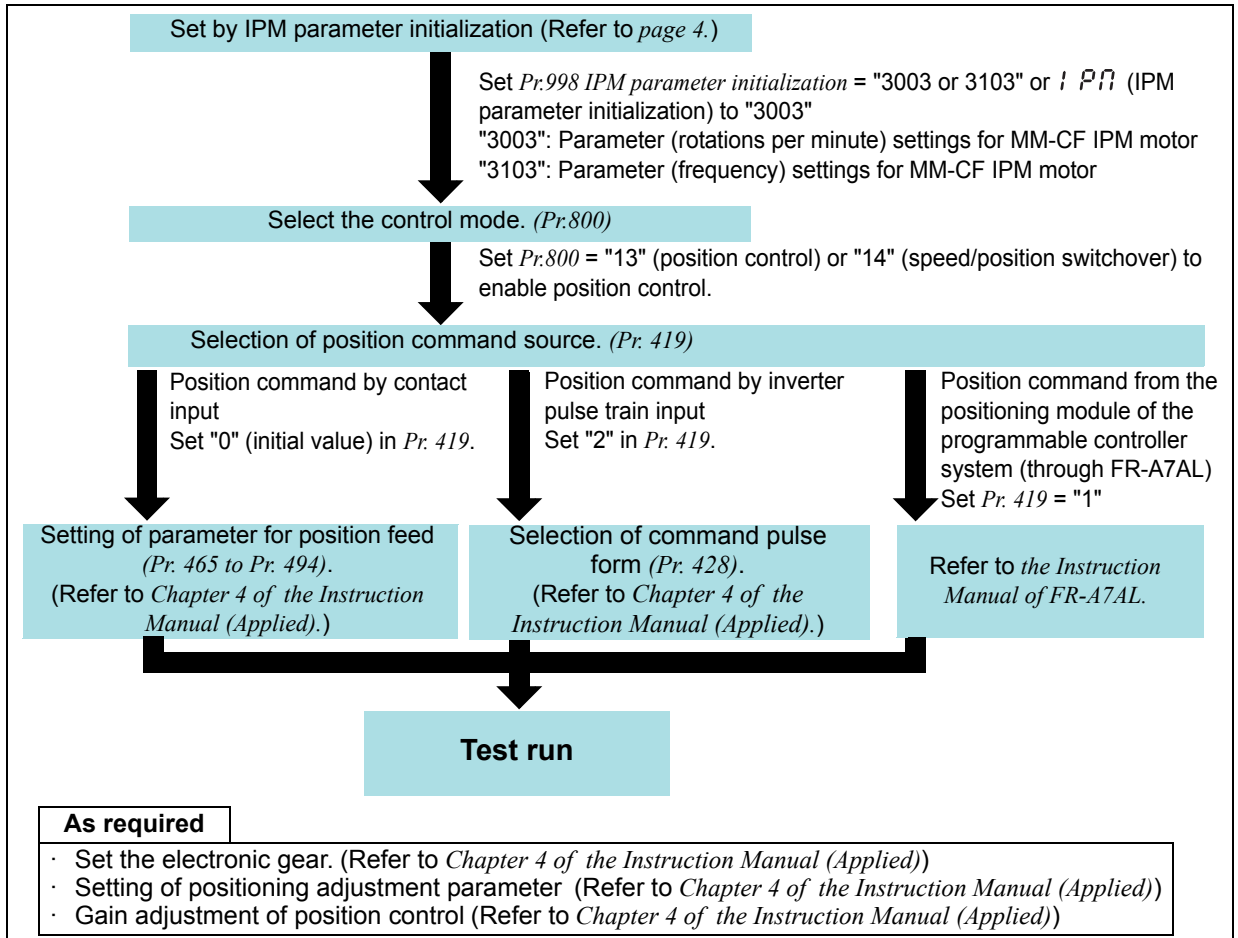 Set by IPM parameter initialization (Refer to page 4.)
Set Pr.998 IPM parameter initialization = "3003 or 3103" or IPM (IPM
parameter initialization) to "3003"
"3003": Parameter (rotations per minute) settings for MM-CF IPM motor
"3103": Parameter (frequency) settings for MM-CF IPM motor
Select the control mode. (Pr.800)
Set Pr.800 = "13" (position control) or "14" (speed/position switchover) to
enable position control.
Selection of position command source. (Pr. 419)
Position command by contact
input
Set "0" (initial value) in Pr. 419.
Position command by inverter
pulse train input
Set "2" in Pr. 419.
Position command from the
positioning module of the
programmable controller
system (through FR-A7AL)
Set Pr. 419 = "1"
Setting of parameter for position feed
(Pr. 465 to Pr. 494).
(Refer to Chapter 4 of the Instruction
Manual (Applied).)
Selection of command pulse
form (Pr. 428).
(Refer to Chapter 4 of the
Instruction Manual (Applied).)
Refer to the Instruction
Manual of FR-A7AL.
Test run
As required
· Set the electronic gear. (Refer to Chapter 4 of the Instruction Manual (Applied))
· Setting of positioning adjustment parameter (Refer to Chapter 4 of the Instruction Manual (Applied))
· Gain adjustment of position control (Refer to Chapter 4 of the Instruction Manual (Applied))